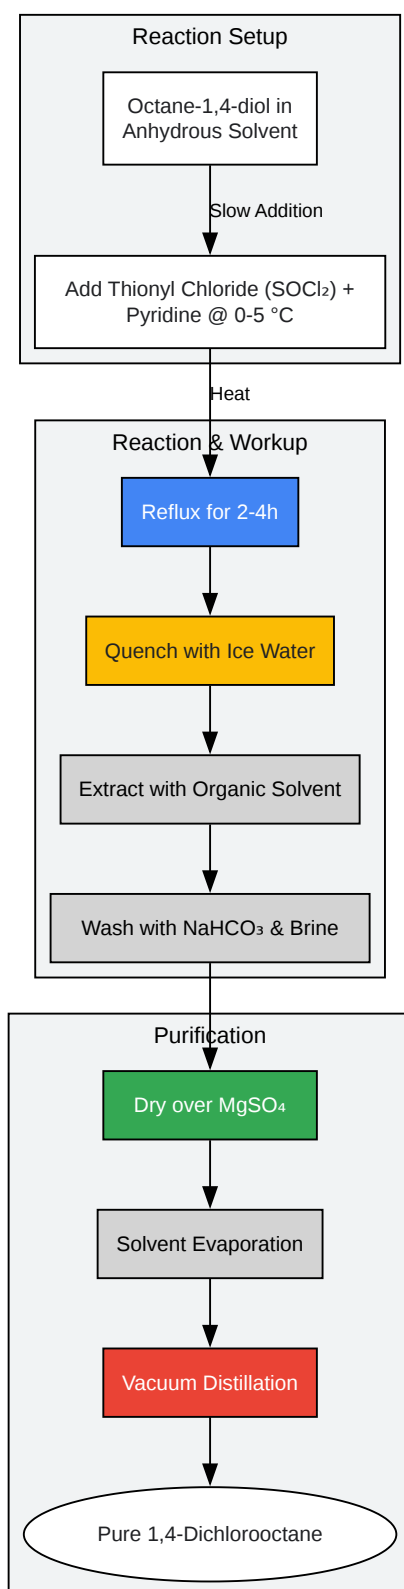 Reaction Setup
Octane-1,4-diol in
Anhydrous Solvent
Slow Addition
Add Thionyl Chloride (SOCl₂) +
Pyridine @ 0-5 °C
Heat
Reaction & Workup
Reflux for 2-4h
Quench with Ice Water
Extract with Organic Solvent
Wash with NaHCO₃ & Brine
Purification
Dry over MgSO₄
Solvent Evaporation
Vacuum Distillation
Pure 1,4-Dichlorooctane